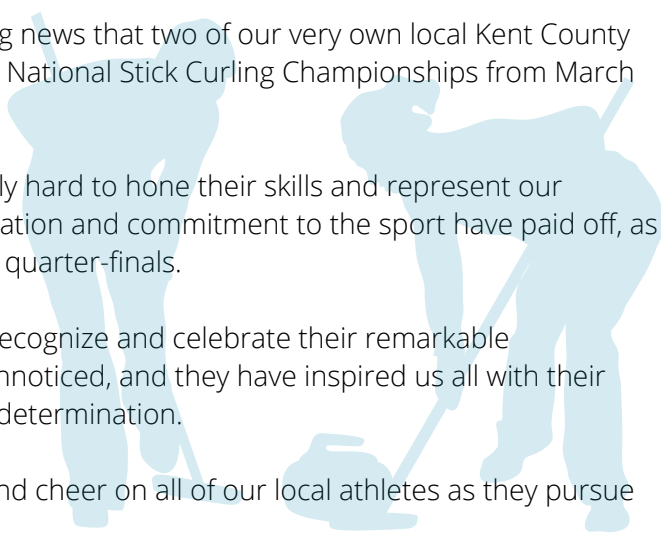 g news that two of our very own local Kent County
National Stick Curling Championships from March
ly hard to hone their skills and represent our
ation and commitment to the sport have paid off, as
quarter-finals.
ecognize and celebrate their remarkable
nnoticed, and they have inspired us all with their
determination.
nd cheer on all of our local athletes as they pursue